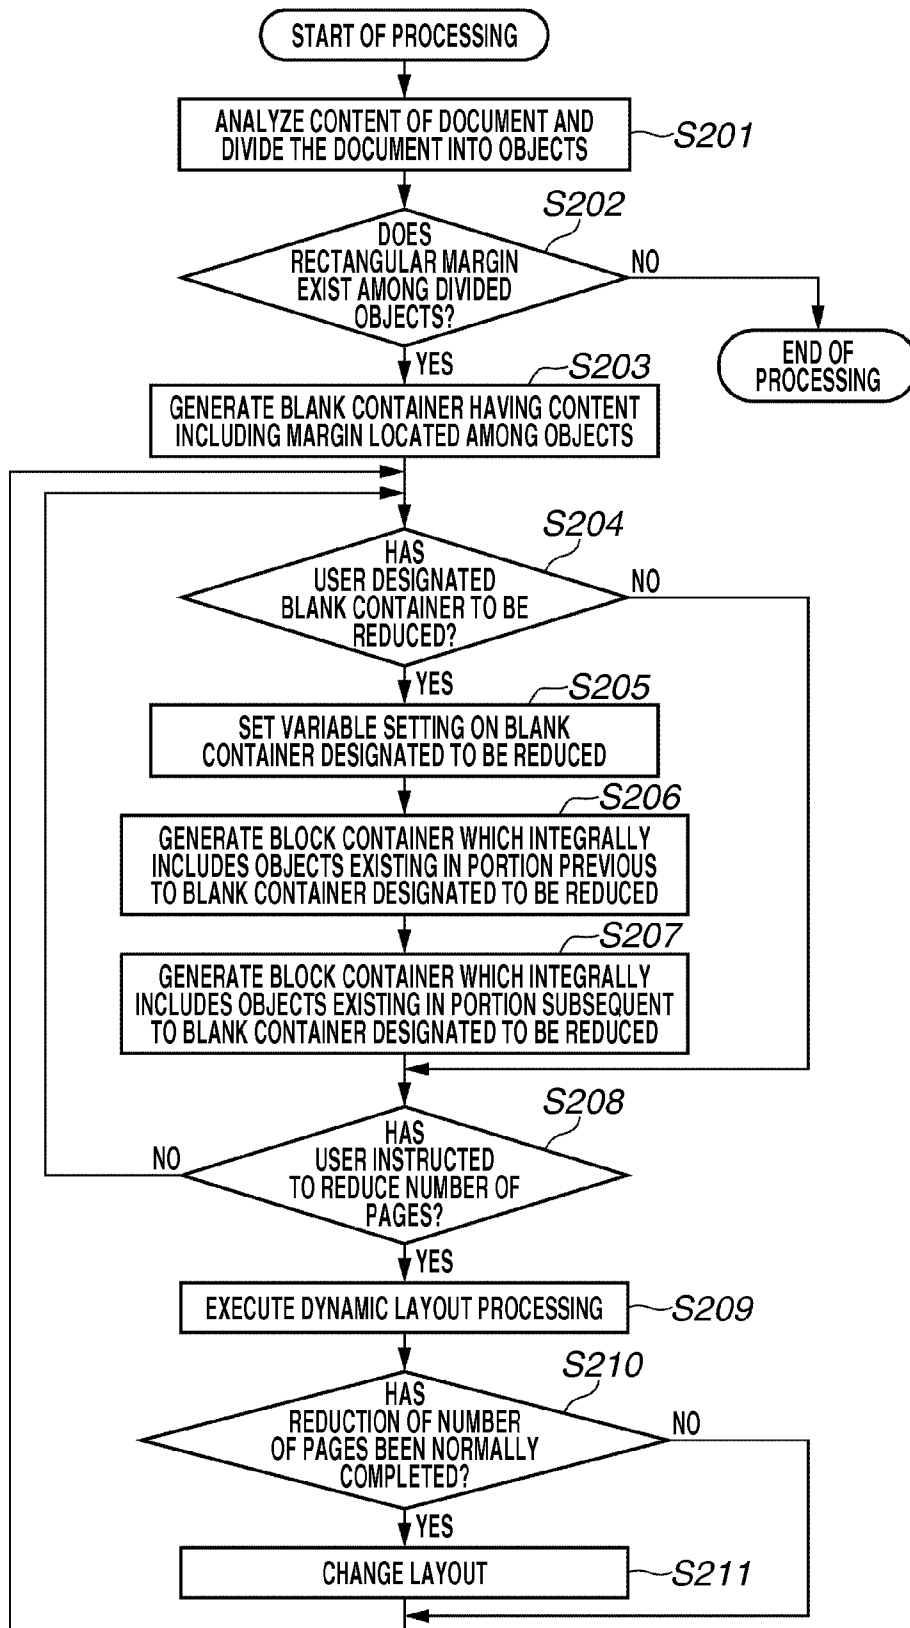 START OF PROCESSING
ANALYZE CONTENT OF DOCUMENT AND
DIVIDE THE DOCUMENT INTO OBJECTS
S201
S202
DOES
RECTANGULAR MARGIN
EXIST AMONG DIVIDED
OBJECTS?
NO
END OF
PROCESSING
YES
S203
GENERATE BLANK CONTAINER HAVING CONTENT
INCLUDING MARGIN LOCATED AMONG OBJECTS
S204
HAS
USER DESIGNATED
BLANK CONTAINER TO BE
REDUCED?
NO
YES
S205
SET VARIABLE SETTING ON BLANK
CONTAINER DESIGNATED TO BE REDUCED
S206
GENERATE BLOCK CONTAINER WHICH INTEGRALLY
INCLUDES OBJECTS EXISTING IN PORTION PREVIOUS
TO BLANK CONTAINER DESIGNATED TO BE REDUCED
S207
GENERATE BLOCK CONTAINER WHICH INTEGRALLY
INCLUDES OBJECTS EXISTING IN PORTION SUBSEQUENT
TO BLANK CONTAINER DESIGNATED TO BE REDUCED
S208
HAS
USER INSTRUCTED
TO REDUCE NUMBER OF
PAGES?
NO
YES
EXECUTE DYNAMIC LAYOUT PROCESSING
S209
S210
HAS
REDUCTION OF NUMBER
OF PAGES BEEN NORMALLY
COMPLETED?
NO
YES
CHANGE LAYOUT
S211